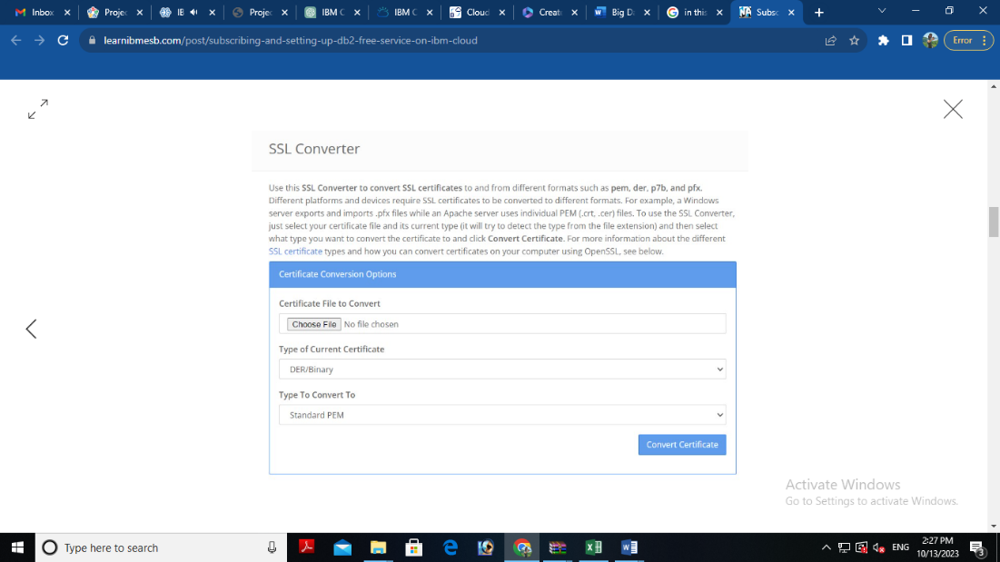 Inbox
Projec
IE
Projec
IBM C
IBM C
Cloud
Create
Big D
in this
Subsc
learnibmesb.com/post/subscribing-and-setting-up-db2-free-service-on-ibm-cloud
Error
SSL Converter
Use this SSL Converter to convert SSL certificates to and from different formats such as pem, der, p7b, and pfx.
Different platforms and devices require SSL certificates to be converted to different formats. For example, a Windows
server exports and imports .pfx files while an Apache server uses individual PEM (.crt, .cer) files. To use the SSL Converter,
just select your certificate file and its current type (it will try to detect the type from the file extension) and then select
what type you want to convert the certificate to and click Convert Certificate. For more information about the different
SSL certificate types and how you can convert certificates on your computer using OpenSSL, see below.
Certificate Conversion Options
Certificate File to Convert
Choose File No file chosen
Type of Current Certificate
DER/Binary
Type To Convert To
Standard PEM
Convert Certificate
Activate Windows
Go to Settings to activate Windows.
Type here to search
ENG
2:27 PM
10/13/2023
3